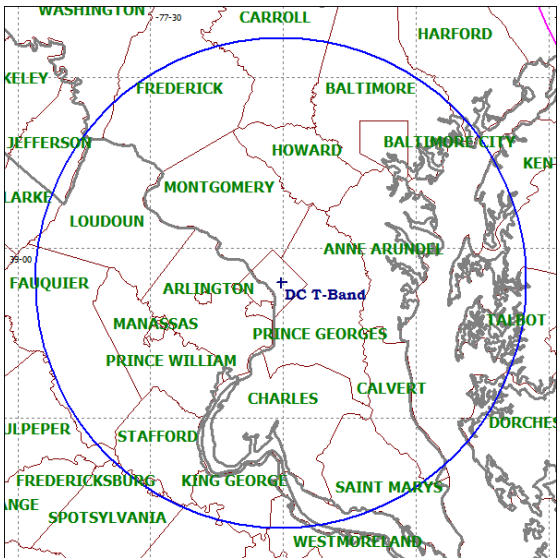 WASHINGTON
-77-30
CARROLL
HARFORD
KELEY
FREDERICK
BALTIMORE
JEFFERSON
HOWARD
BALTIMORE CITY
KEN
LARKE
MONTGOMERY
LOUDOUN
ANNE ARUNDEL
39-00
FAUQUIER
ARLINGTON
DC T-Band
MANASSAS
PRINCE GEORGES
TALBOT
PRINCE WILLIAM
CHARLES
CALVERT
ULPEPER
STAFFORD
DORCHES
FREDERICKSBURG
KING GEORGE
SAINT MARYS
NGE
SPOTSYLVANIA
WESTMORELAND